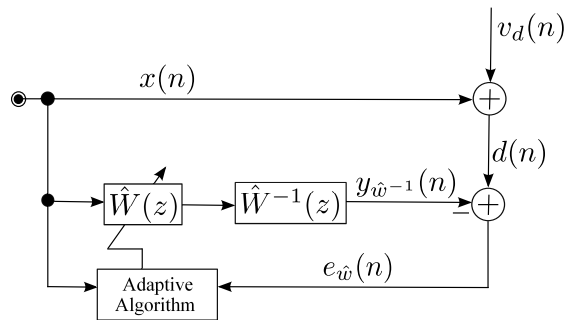 v_d(n)
x(n)
d(n)
Ŵ(z)
Ŵ⁻¹(z)
y_{ŵ⁻¹}(n)
−
e_ŵ(n)
Adaptive
Algorithm